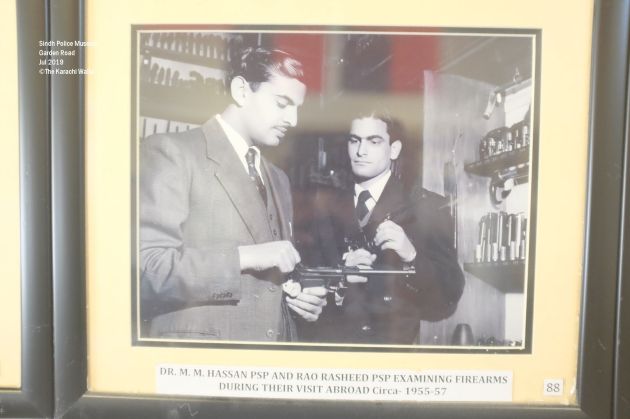 Sindh Police Museum
Garden Road
Jul 2019
©The Karachi Walla
DR. M. M. HASSAN PSP AND RAO RASHEED PSP EXAMINING FIREARMS
DURING THEIR VISIT ABROAD Circa- 1955-57
88